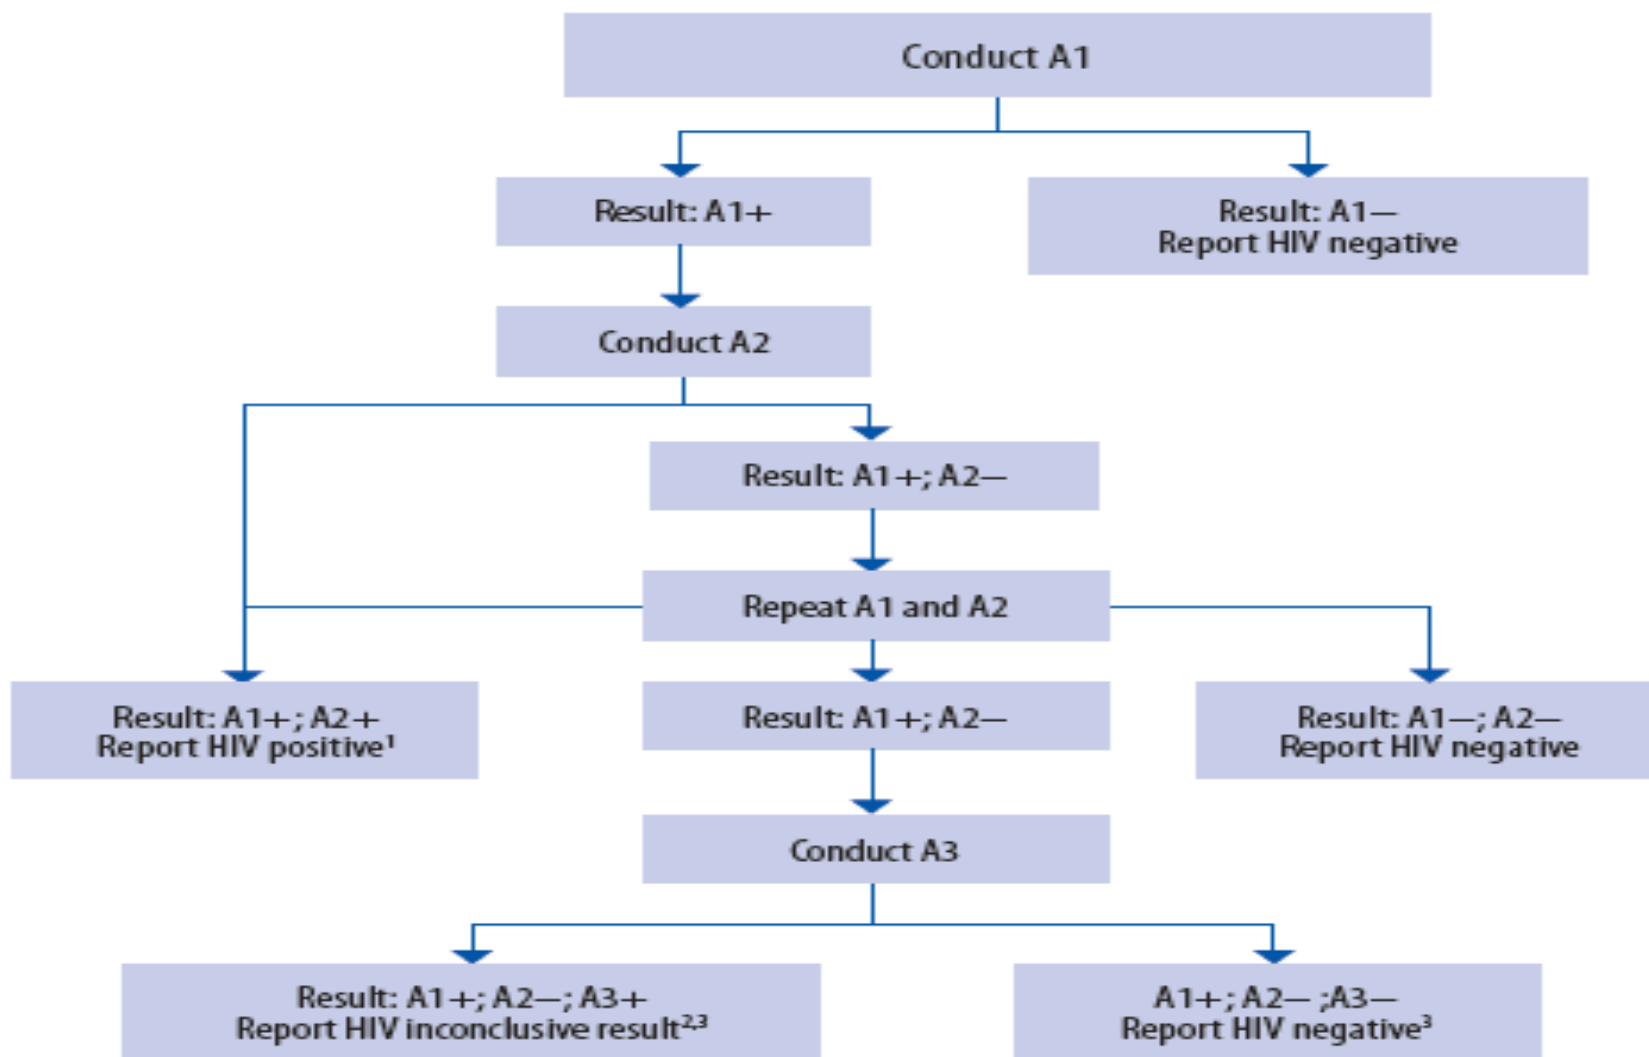 Conduct A1
Result: A1+
Result: A1—
Report HIV negative
Conduct A2
Result: A1+; A2—
Repeat A1 and A2
Result: A1+; A2+
Report HIV positive¹
Result: A1+; A2—
Result: A1—; A2—
Report HIV negative
Conduct A3
Result: A1+; A2—; A3+
Report HIV inconclusive result²,³
A1+; A2— ;A3—
Report HIV negative³